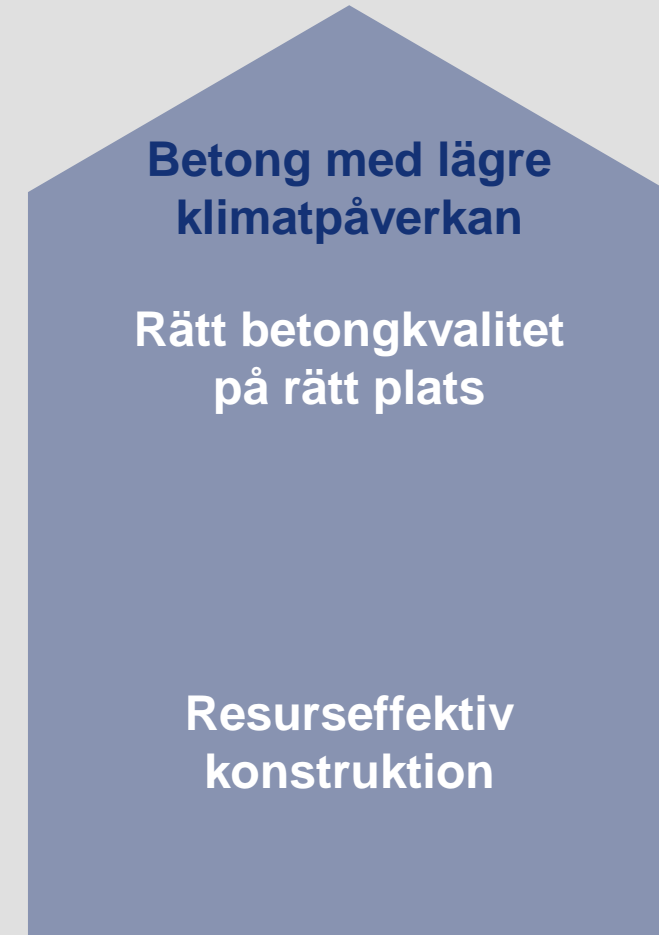 Betong med lägre
klimatpåverkan
Rätt betongkvalitet
på rätt plats
Resurseffektiv
konstruktion